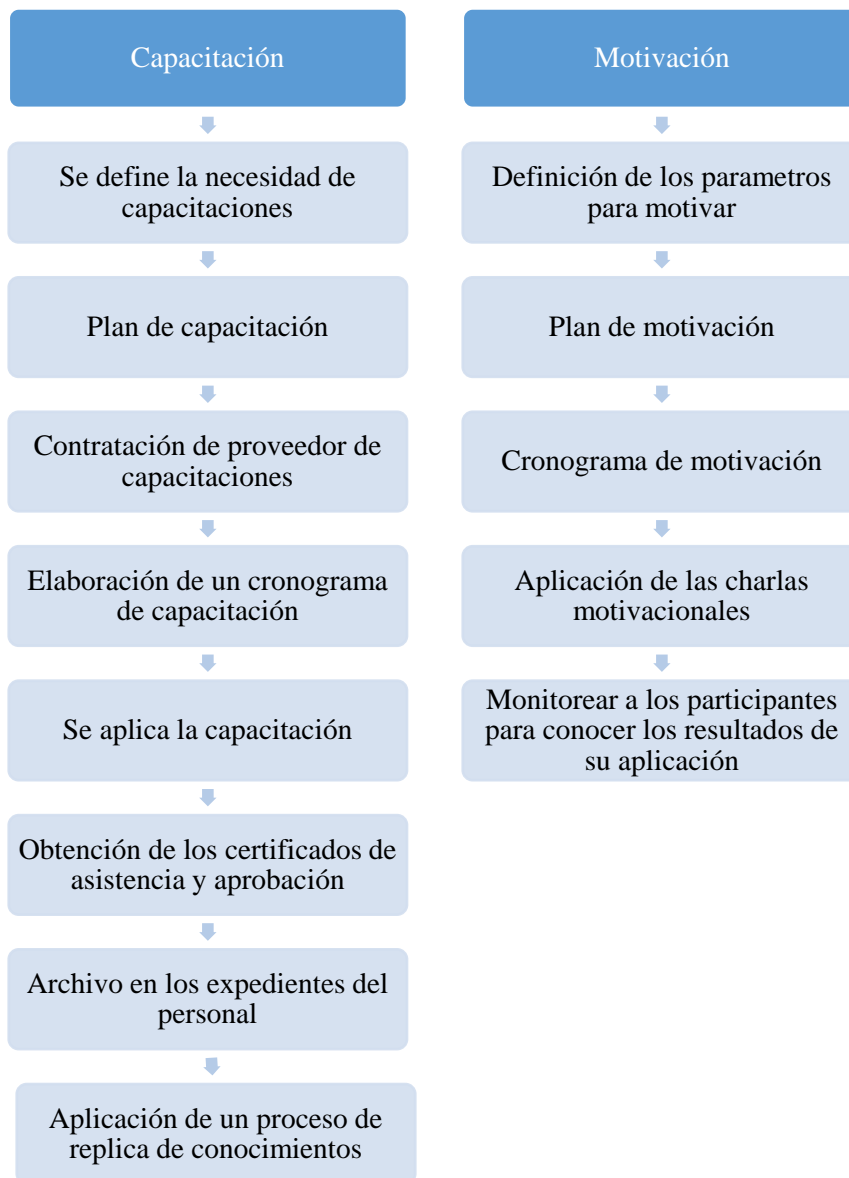 Capacitación
Se define la necesidad de
capacitaciones
Plan de capacitación
Contratación de proveedor de
capacitaciones
Elaboración de un cronograma
de capacitación
Se aplica la capacitación
Obtención de los certificados de
asistencia y aprobación
Archivo en los expedientes del
personal
Aplicación de un proceso de
replica de conocimientos
Motivación
Definición de los parametros
para motivar
Plan de motivación
Cronograma de motivación
Aplicación de las charlas
motivacionales
Monitorear a los participantes
para conocer los resultados de
su aplicación